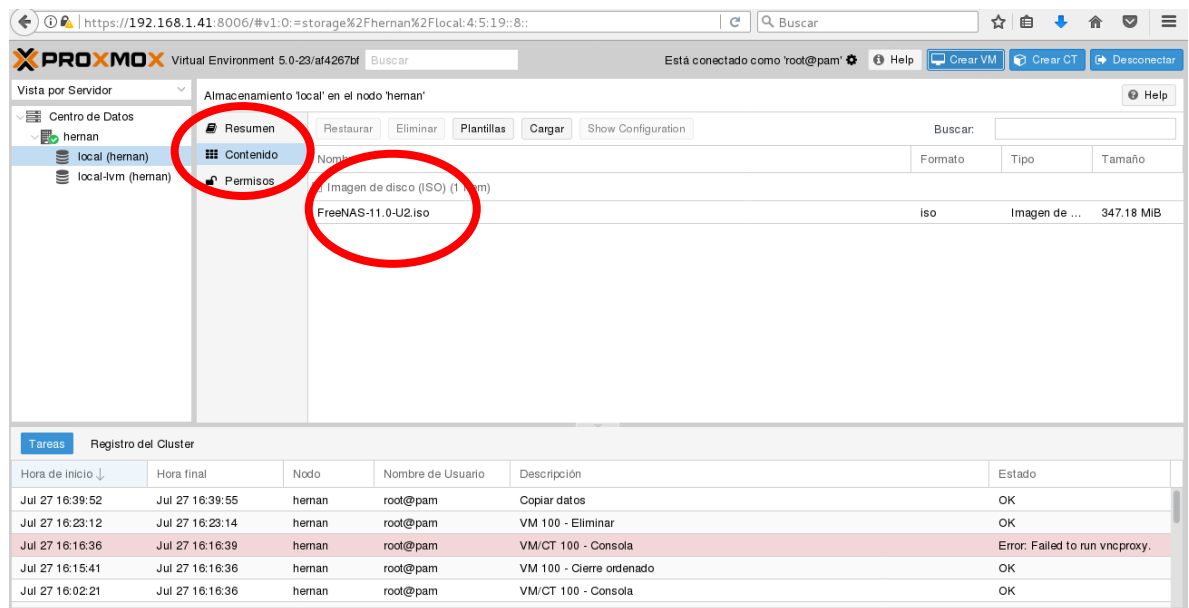 https://192.168.1.41:8006/#v1:0:=storage%2Fhernan%2Flocal:4:5:19::8:: Buscar
PROXMOX Virtual Environment 5.0-23/af4267bf Buscar Está conectado como 'root@pam' Help Crear VM Crear CT Desconectar
Vista por Servidor Almacenamiento 'local' en el nodo 'hernan' Help
Centro de Datos Resumen Restaurar Eliminar Plantillas Cargar Show Configuration Buscar:
hernan
local (hernan) Contenido Formato Tipo Tamaño
local-lvm (hernan) Permisos Imagen de disco (ISO)
FreeNAS-11.0-U2.iso iso Imagen de ... 347.18 MiB
Tareas Registro del Cluster
Hora de inicio ↓ Hora final Nodo Nombre de Usuario Descripción Estado
Jul 27 16:39:52 Jul 27 16:39:55 hernan root@pam Copiar datos OK
Jul 27 16:23:12 Jul 27 16:23:14 hernan root@pam VM 100 - Eliminar OK
Jul 27 16:16:36 Jul 27 16:16:39 hernan root@pam VM/CT 100 - Consola Error: Failed to run vncproxy.
Jul 27 16:15:41 Jul 27 16:16:36 hernan root@pam VM 100 - Cierre ordenado OK
Jul 27 16:02:21 Jul 27 16:16:36 hernan root@pam VM/CT 100 - Consola OK